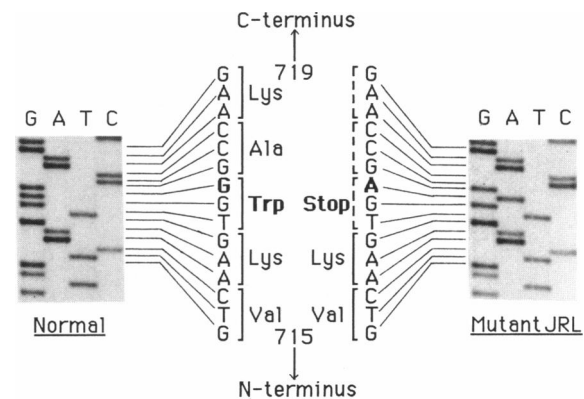 C-terminus
719
G A T C
G G
A Lys A
A A
C C
C Ala C
G G
G A
G Trp Stop G
T T
G G
A Lys Lys A
A A
C C
T Val Val T
G G
G A T C
Normal
Mutant JRL
715
N-terminus